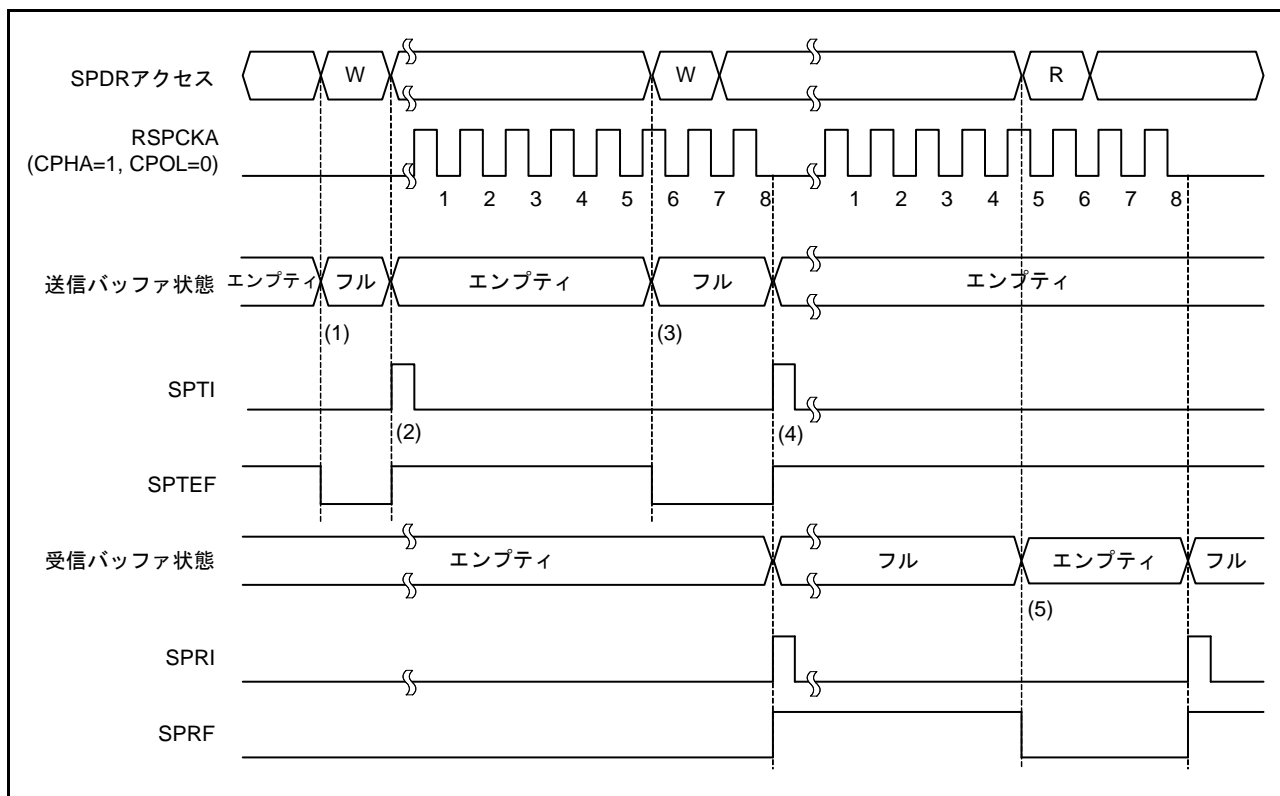 SPDRアクセス
W
W
R
RSPCKA
(CPHA=1, CPOL=0)
1 2 3 4 5 6 7 8
1 2 3 4 5 6 7 8
送信バッファ状態
エンプティ
フル
エンプティ
フル
エンプティ
(1)
(3)
SPTI
(2)
(4)
SPTEF
受信バッファ状態
エンプティ
フル
エンプティ
フル
(5)
SPRI
SPRF